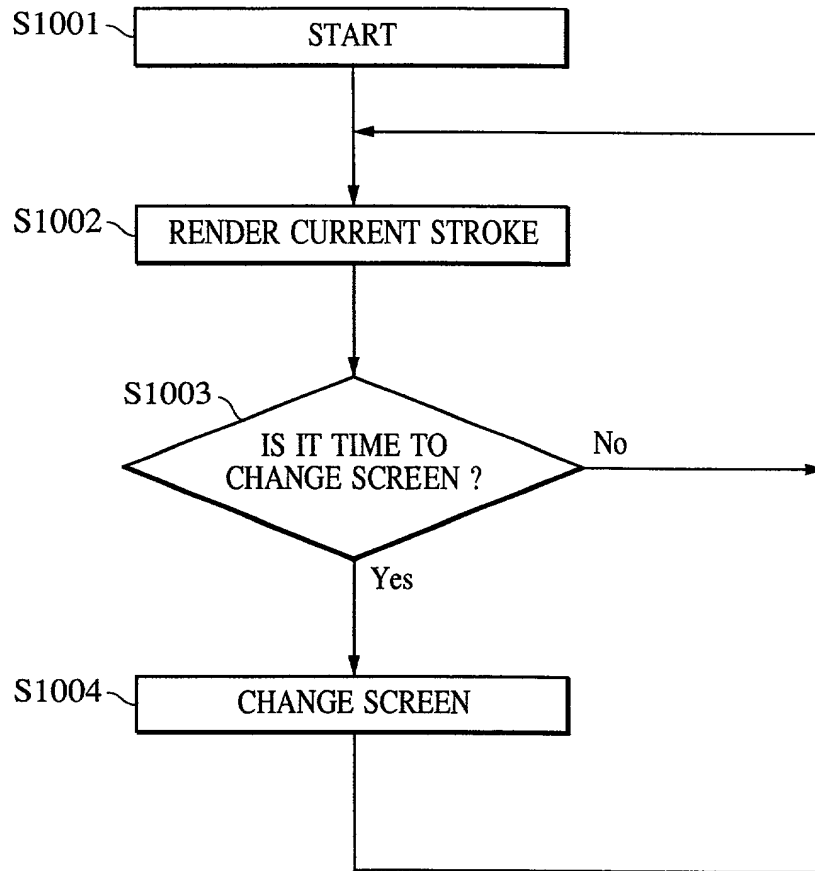 S1001
START
S1002
RENDER CURRENT STROKE
S1003
IS IT TIME TO
CHANGE SCREEN ?
No
Yes
S1004
CHANGE SCREEN